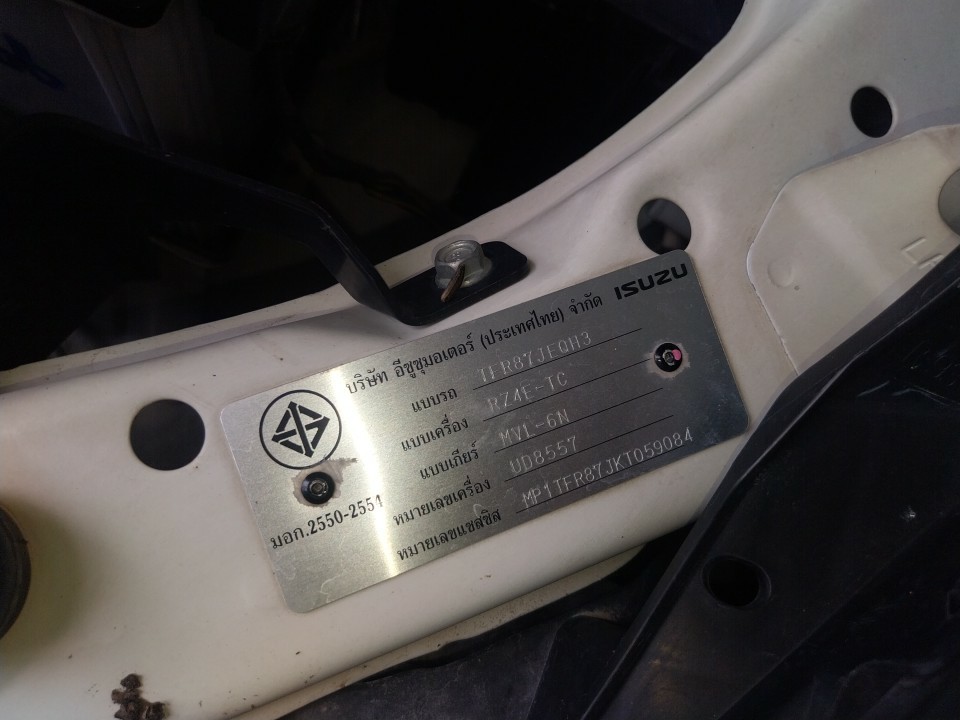 ISUZU
บริษัท อีซูซุมอเตอร์ (ประเทศไทย) จำกัด
แบบรถ TFR87JEQH3
แบบเครื่อง RZ4E-TC
แบบเกียร์ MVL-6N
หมายเลขเครื่อง UD8557
หมายเลขแชสซิส MP1TFR87JKT059084
มอก.2550-2554